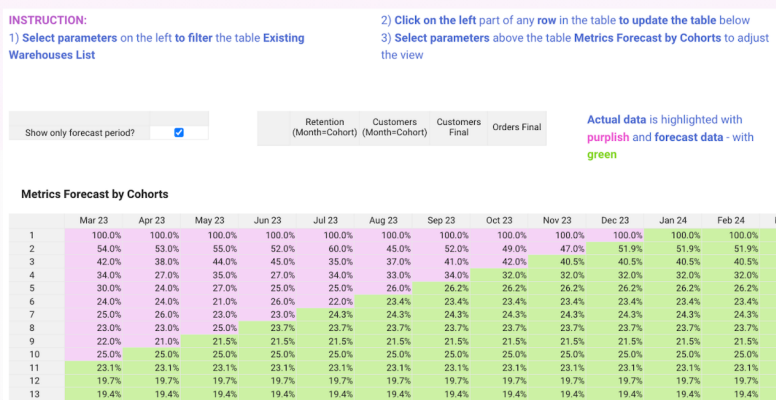 INSTRUCTION:
1) Select parameters on the left to filter the table Existing
Warehouses List
2) Click on the left part of any row in the table to update the table below
3) Select parameters above the table Metrics Forecast by Cohorts to adjust
the view
Show only forecast period?
Retention (Month=Cohort) Customers (Month=Cohort) Customers Final Orders Final
Actual data is highlighted with
purplish and forecast data - with
green
Metrics Forecast by Cohorts
Mar 23 Apr 23 May 23 Jun 23 Jul 23 Aug 23 Sep 23 Oct 23 Nov 23 Dec 23 Jan 24 Feb 24
1 100.0% 100.0% 100.0% 100.0% 100.0% 100.0% 100.0% 100.0% 100.0% 100.0% 100.0% 100.0%
2 54.0% 53.0% 55.0% 52.0% 60.0% 45.0% 52.0% 49.0% 47.0% 51.9% 51.9% 51.9%
3 42.0% 38.0% 44.0% 45.0% 35.0% 37.0% 41.0% 42.0% 40.5% 40.5% 40.5% 40.5%
4 34.0% 27.0% 35.0% 27.0% 34.0% 33.0% 34.0% 32.0% 32.0% 32.0% 32.0% 32.0%
5 30.0% 24.0% 27.0% 25.0% 25.0% 26.0% 26.2% 26.2% 26.2% 26.2% 26.2% 26.2%
6 24.0% 24.0% 21.0% 26.0% 22.0% 23.4% 23.4% 23.4% 23.4% 23.4% 23.4% 23.4%
7 25.0% 26.0% 23.0% 23.0% 24.3% 24.3% 24.3% 24.3% 24.3% 24.3% 24.3% 24.3%
8 23.0% 23.0% 25.0% 23.7% 23.7% 23.7% 23.7% 23.7% 23.7% 23.7% 23.7% 23.7%
9 22.0% 21.0% 21.5% 21.5% 21.5% 21.5% 21.5% 21.5% 21.5% 21.5% 21.5% 21.5%
10 25.0% 25.0% 25.0% 25.0% 25.0% 25.0% 25.0% 25.0% 25.0% 25.0% 25.0% 25.0%
11 23.1% 23.1% 23.1% 23.1% 23.1% 23.1% 23.1% 23.1% 23.1% 23.1% 23.1% 23.1%
12 19.7% 19.7% 19.7% 19.7% 19.7% 19.7% 19.7% 19.7% 19.7% 19.7% 19.7% 19.7%
13 19.4% 19.4% 19.4% 19.4% 19.4% 19.4% 19.4% 19.4% 19.4% 19.4% 19.4% 19.4%